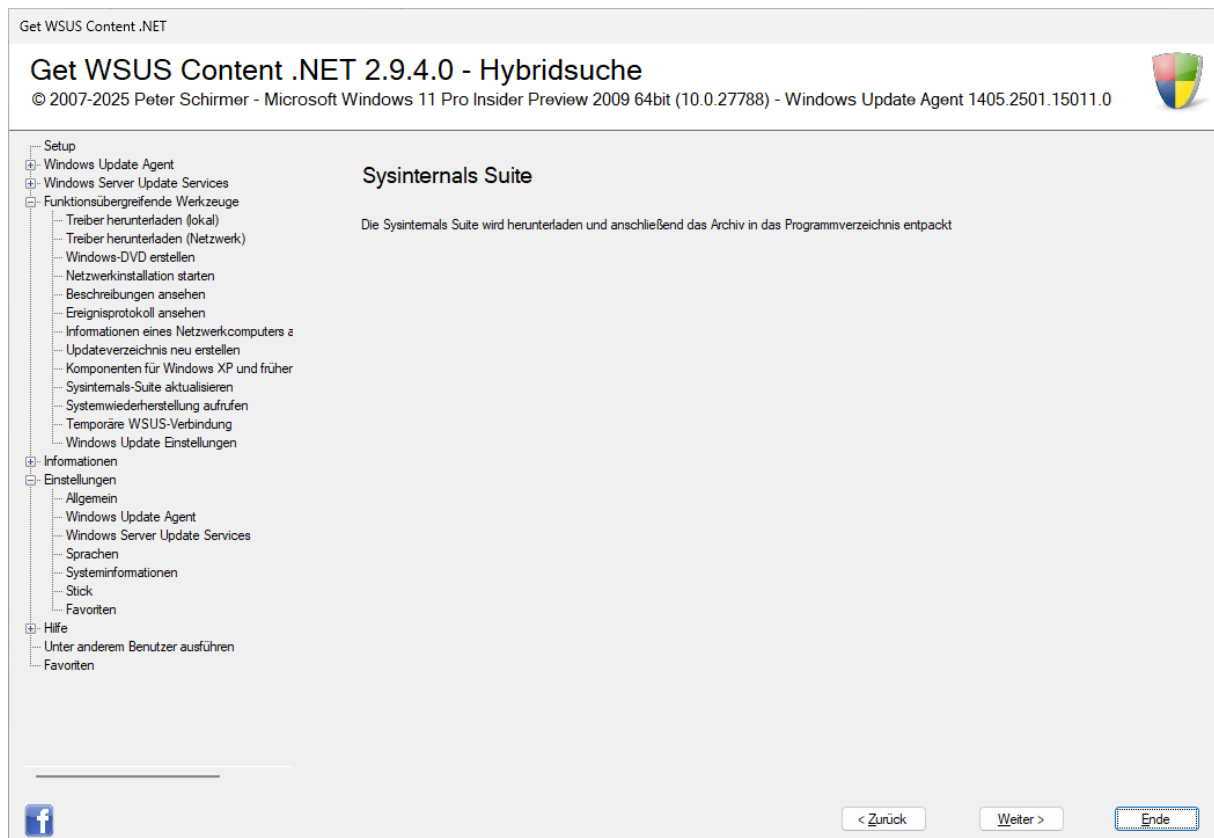 Get WSUS Content .NET
Get WSUS Content .NET 2.9.4.0 - Hybridsuche
© 2007-2025 Peter Schirmer - Microsoft Windows 11 Pro Insider Preview 2009 64bit (10.0.27788) - Windows Update Agent 1405.2501.15011.0
Setup
Windows Update Agent
Windows Server Update Services
Funktionsübergreifende Werkzeuge
Treiber herunterladen (lokal)
Treiber herunterladen (Netzwerk)
Windows-DVD erstellen
Netzwerkinstallation starten
Beschreibungen ansehen
Ereignisprotokoll ansehen
Informationen eines Netzwerkcomputers a
Updateverzeichnis neu erstellen
Komponenten für Windows XP und früher
Sysinternals-Suite aktualisieren
Systemwiederherstellung aufrufen
Temporäre WSUS-Verbindung
Windows Update Einstellungen
Informationen
Einstellungen
Allgemein
Windows Update Agent
Windows Server Update Services
Sprachen
Systeminformationen
Stick
Favoriten
Hilfe
Unter anderem Benutzer ausführen
Favoriten
Sysinternals Suite
Die Sysinternals Suite wird herunterladen und anschließend das Archiv in das Programmverzeichnis entpackt
f
< Zurück
Weiter >
Ende